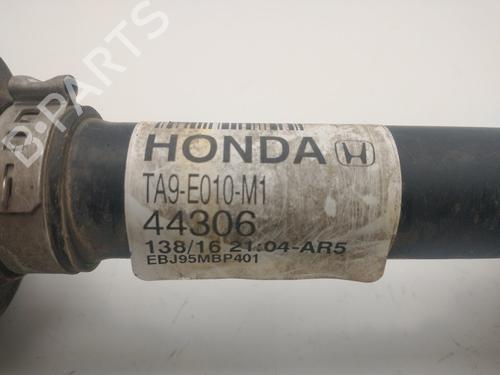 B-PARTS
HONDA
TA9-E010-M1
44306
138/16 21:04-AR5
EBJ95MBP401